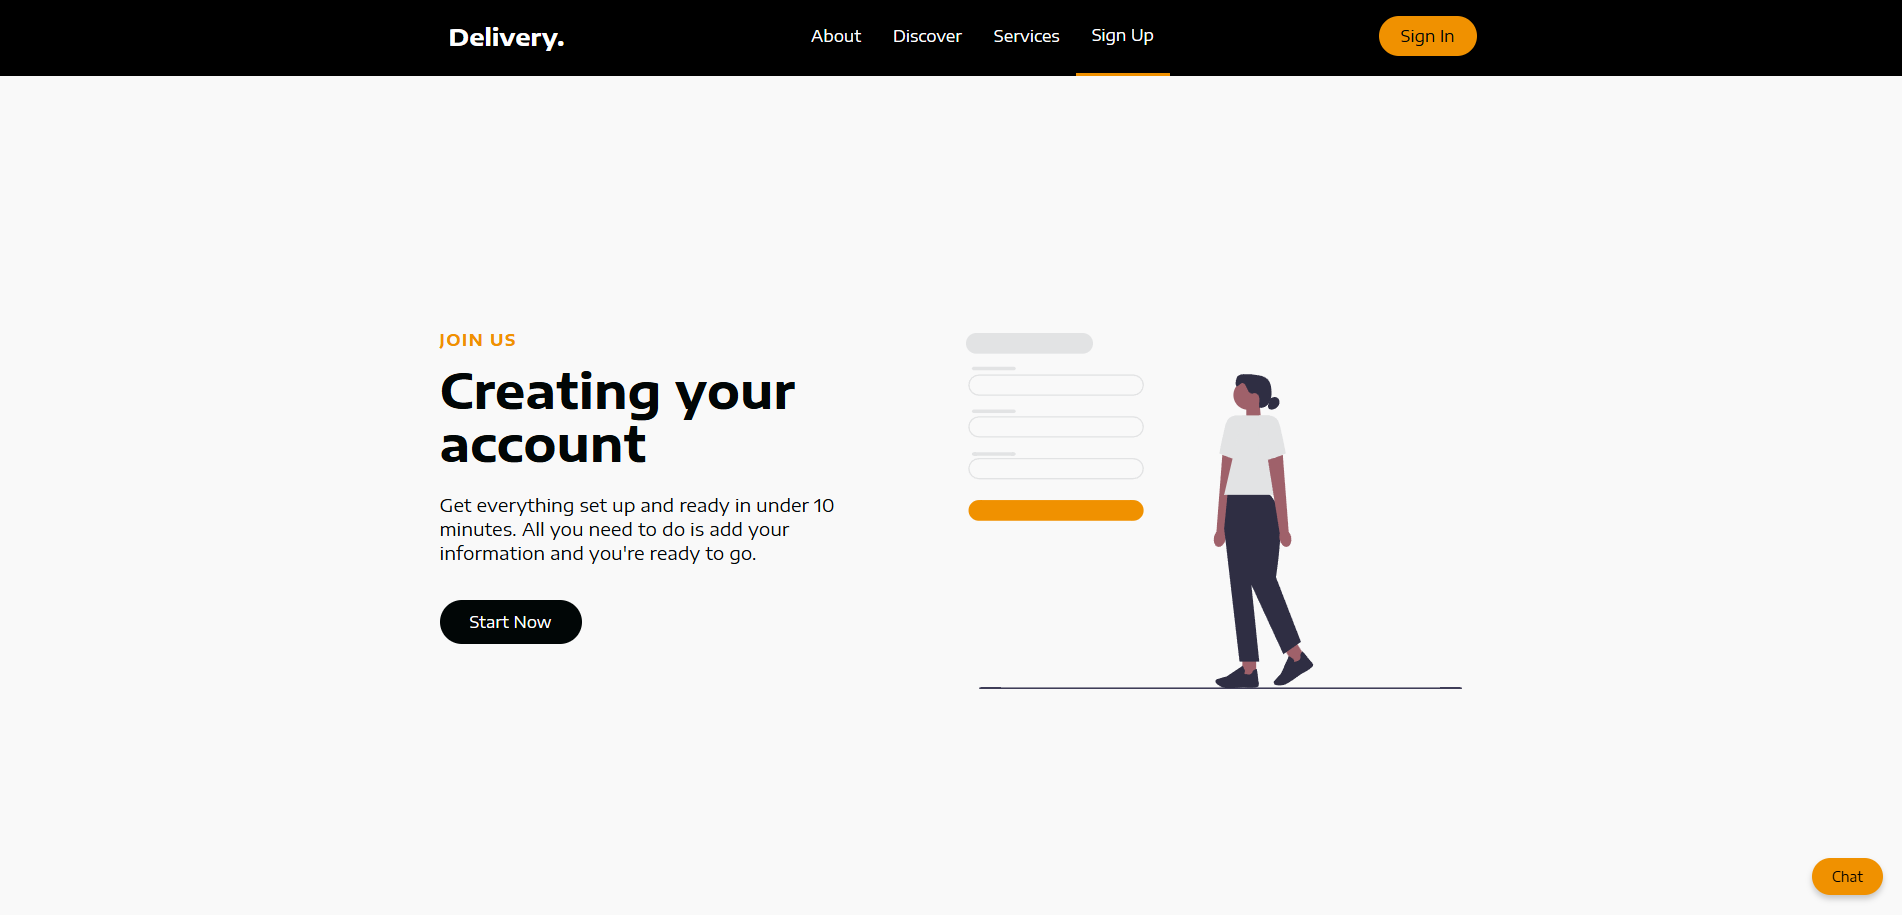 Delivery.
About
Discover
Services
Sign Up
Sign In
JOIN US
Creating your
account
Get everything set up and ready in under 10
minutes. All you need to do is add your
information and you're ready to go.
Start Now
Chat